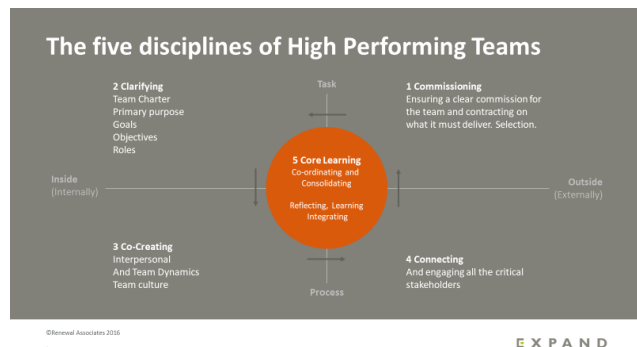 The five disciplines of High Performing Teams
2 Clarifying
Team Charter
Primary purpose
Goals
Objectives
Roles
Task
1 Commissioning
Ensuring a clear commission for
the team and contracting on
what it must deliver. Selection.
5 Core Learning
Co-ordinating and
Consolidating
Reflecting, Learning
Integrating
Inside
(Internally)
Outside
(Externally)
3 Co-Creating
Interpersonal
And Team Dynamics
Team culture
Process
4 Connecting
And engaging all the critical
stakeholders
©Renewal Associates 2016
EXPAND